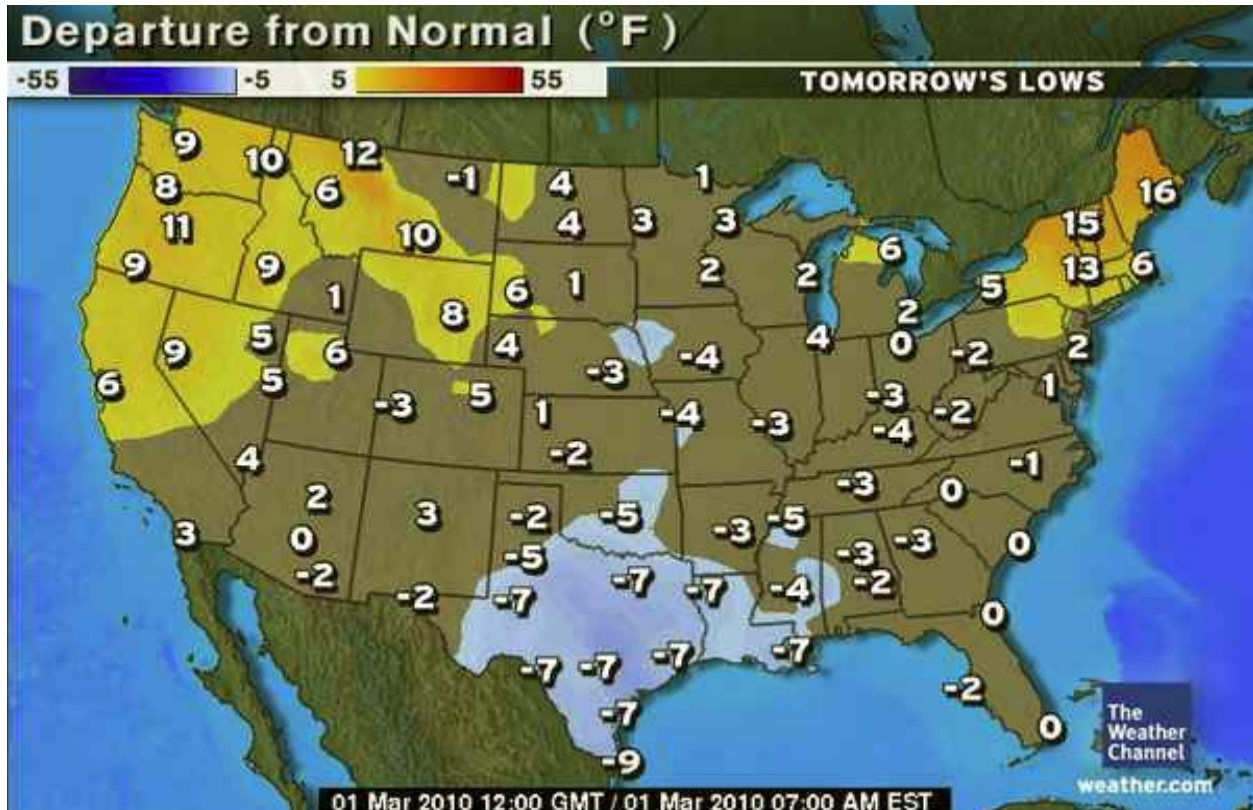 Departure from Normal (°F)
-55 -5 5 55 TOMORROW'S LOWS
9 10 12 -1 4 1
8 6 4 3 3 16
11 10 15
9 9 1 6 1 2 2 6 5 13 6
8 2
5 4 4 0 2
9 6 -3 -4 -2
6 5 -3 5 1 -4 -3 -3 -2 1
-4
4 -2 -3 0 -1
2 3 -2 -5 -3 -5
3 0 -5 -3 -3 0
-2 -2 -7 -7 -7 -4 -2 0
-7 -7 -7 -7 -2
-7 0
-9
The
Weather
Channel
weather.com
01 Mar 2010 12:00 GMT / 01 Mar 2010 07:00 AM EST